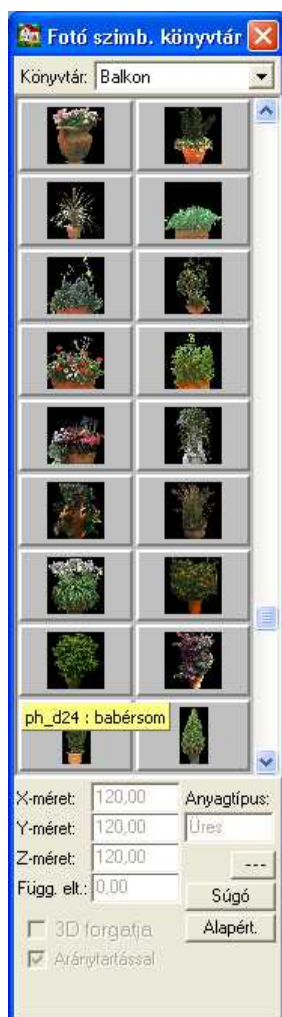 Fotó szimb. könyvtár
Könyvtár: Balkon
ph_d24 : babérsom
X-méret: 120,00 Anyagtípus:
Y-méret: 120,00 Üres
Z-méret: 120,00 ---
Függ. elt.: 0,00 Súgó
3D forgatja Alapért.
Aránytartással